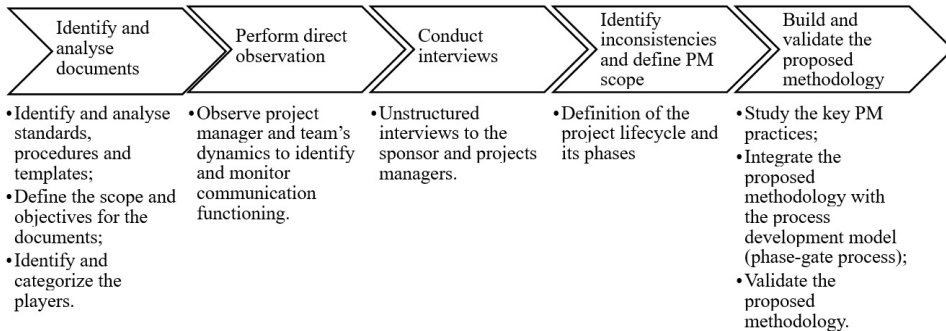 Identify and
analyse
documents
Perform direct
observation
Conduct
interviews
Identify
inconsistencies
and define PM
scope
Build and
validate the
proposed
methodology
•Identify and analyse
standards,
procedures and
templates;
•Define the scope and
objectives for the
documents;
•Identify and
categorize the
players.
•Observe project
manager and team's
dynamics to identify
and monitor
communication
functioning.
•Unstructured
interviews to the
sponsor and projects
managers.
•Definition of the
project lifecycle and
its phases
•Study the key PM
practices;
•Integrate the
proposed
methodology with
the process
development model
(phase-gate process);
•Validate the
proposed
methodology.